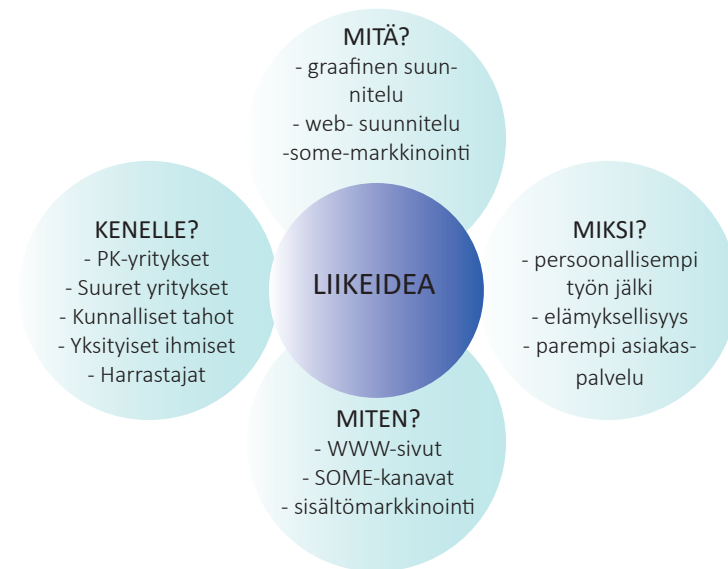 MITÄ?
- graafinen suun-
nitelu
- web- suunnitelu
-some-markkinointi
KENELLE?
- PK-yritykset
- Suuret yritykset
- Kunnalliset tahot
- Yksityiset ihmiset
- Harrastajat
LIIKEIDEA
MIKSI?
- persoonallisempi
työn jälki
- elämyksellisyys
- parempi asiakas-
palvelu
MITEN?
- WWW-sivut
- SOME-kanavat
- sisältömarkkinointi